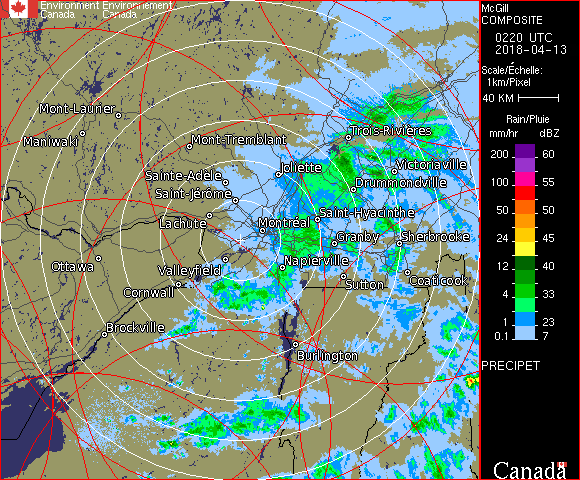 Environment Environnement
Canada Canada
McGill
COMPOSITE
0220 UTC
2018-04-13
Scale/Échelle:
1km/Pixel
40 KM
Rain/Pluie
mm/hr dBZ
200 60
100 55
50 50
24 45
12 40
4 33
1 23
0.1 7
PRECIPET
Canada
Mont-Laurier
Maniwaki
Mont-Tremblant
Trois-Rivières
Joliette
Victoriaville
Sainte-Adèle
Drummondville
Saint-Jérôme
Lachute
Saint-Hyacinthe
Montréal
Granby
Sherbrooke
Ottawa
Valleyfield
Napierville
Sutton
Coaticook
Cornwall
Brockville
Burlington